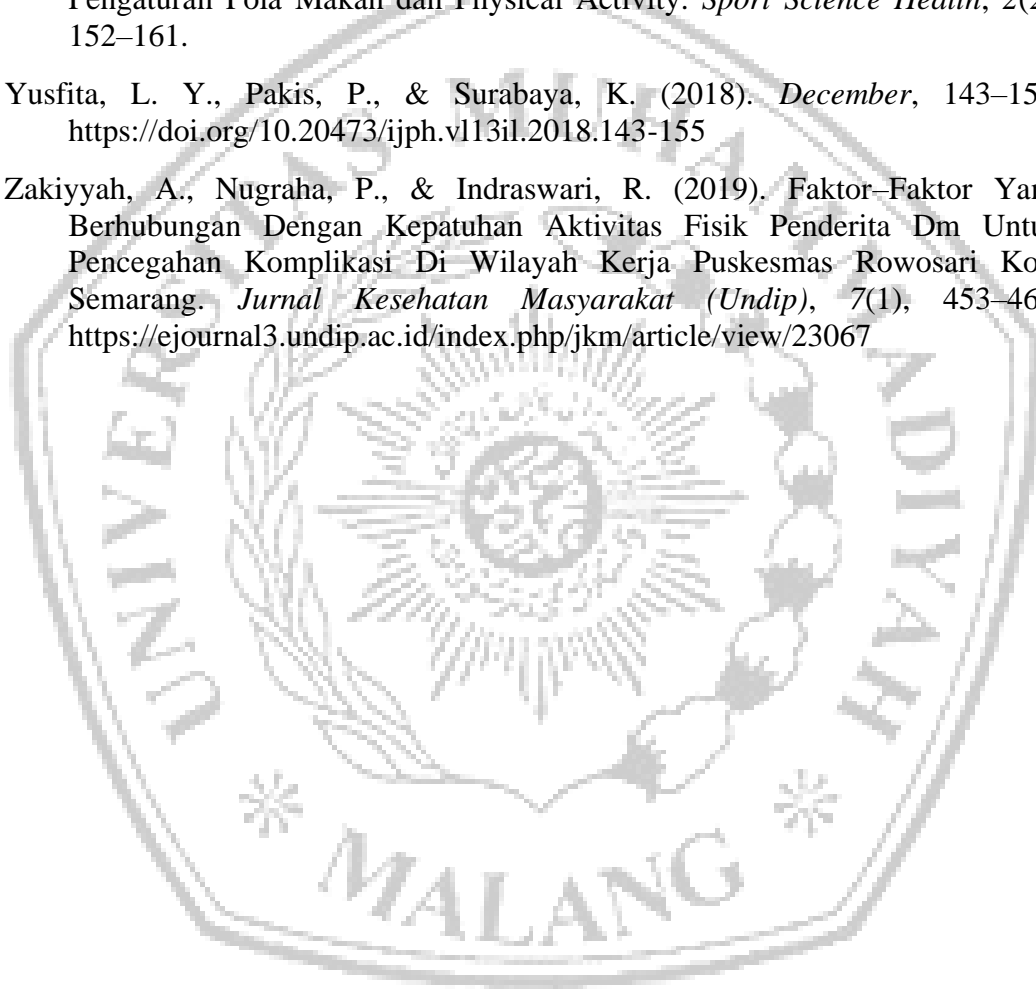 Pengaturan Pola Makan dan Physical Activity. Sport Science Health, 2(2
152–161.
Yusfita, L. Y., Pakis, P., & Surabaya, K. (2018). December, 143–15
https://doi.org/10.20473/ijph.vl13il.2018.143-155
Zakiyyah, A., Nugraha, P., & Indraswari, R. (2019). Faktor–Faktor Yan
Berhubungan Dengan Kepatuhan Aktivitas Fisik Penderita Dm Untu
Pencegahan Komplikasi Di Wilayah Kerja Puskesmas Rowosari Ko
Semarang. Jurnal Kesehatan Masyarakat (Undip), 7(1), 453–46
https://ejournal3.undip.ac.id/index.php/jkm/article/view/23067
UNIVERSITAS MUHAMMADIYAH
MALANG